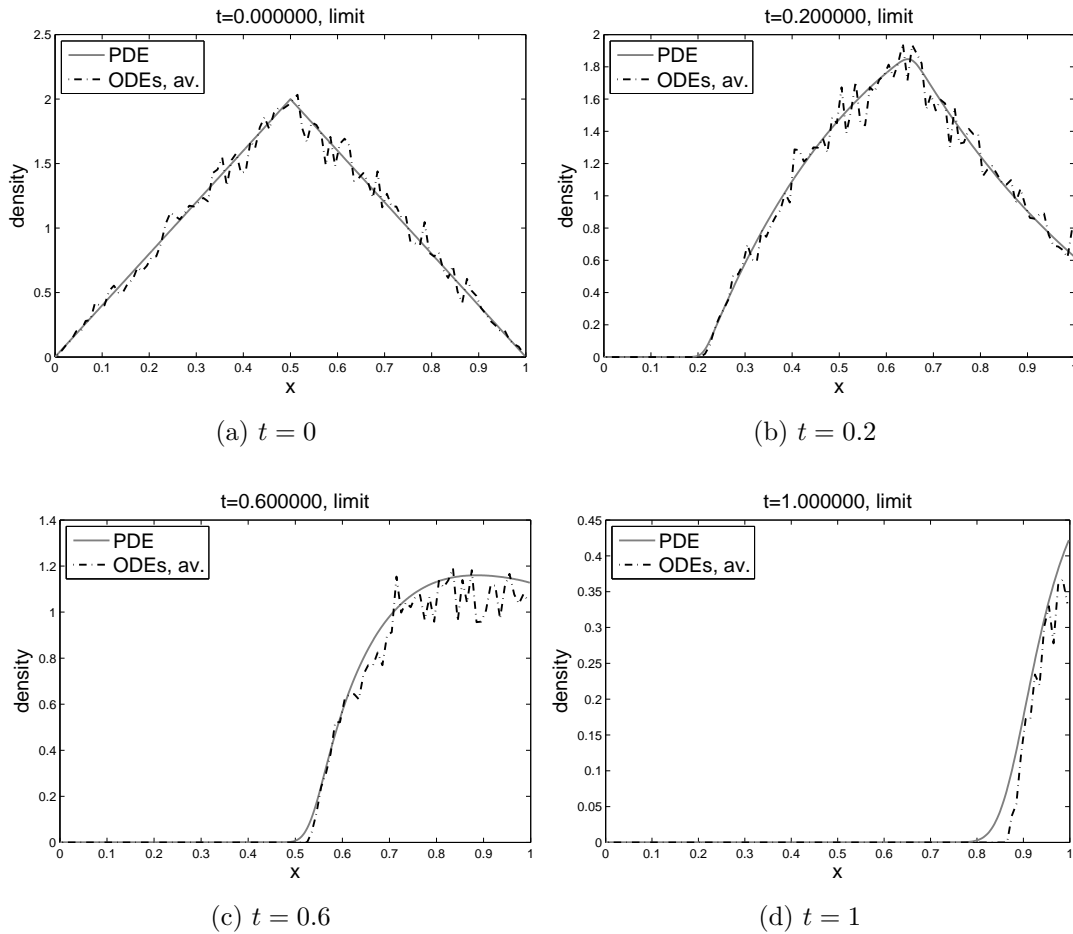 t=0.000000, limit
PDE
ODEs, av.
density
2.5
2
1.5
1
0.5
0
0 0.1 0.2 0.3 0.4 0.5 0.6 0.7 0.8 0.9 1
x
(a) t = 0
t=0.200000, limit
PDE
ODEs, av.
density
2
1.8
1.6
1.4
1.2
1
0.8
0.6
0.4
0.2
0
0 0.1 0.2 0.3 0.4 0.5 0.6 0.7 0.8 0.9 1
x
(b) t = 0.2
t=0.600000, limit
PDE
ODEs, av.
density
1.4
1.2
1
0.8
0.6
0.4
0.2
0
0 0.1 0.2 0.3 0.4 0.5 0.6 0.7 0.8 0.9 1
x
(c) t = 0.6
t=1.000000, limit
PDE
ODEs, av.
density
0.45
0.4
0.35
0.3
0.25
0.2
0.15
0.1
0.05
0
0 0.1 0.2 0.3 0.4 0.5 0.6 0.7 0.8 0.9 1
x
(d) t = 1